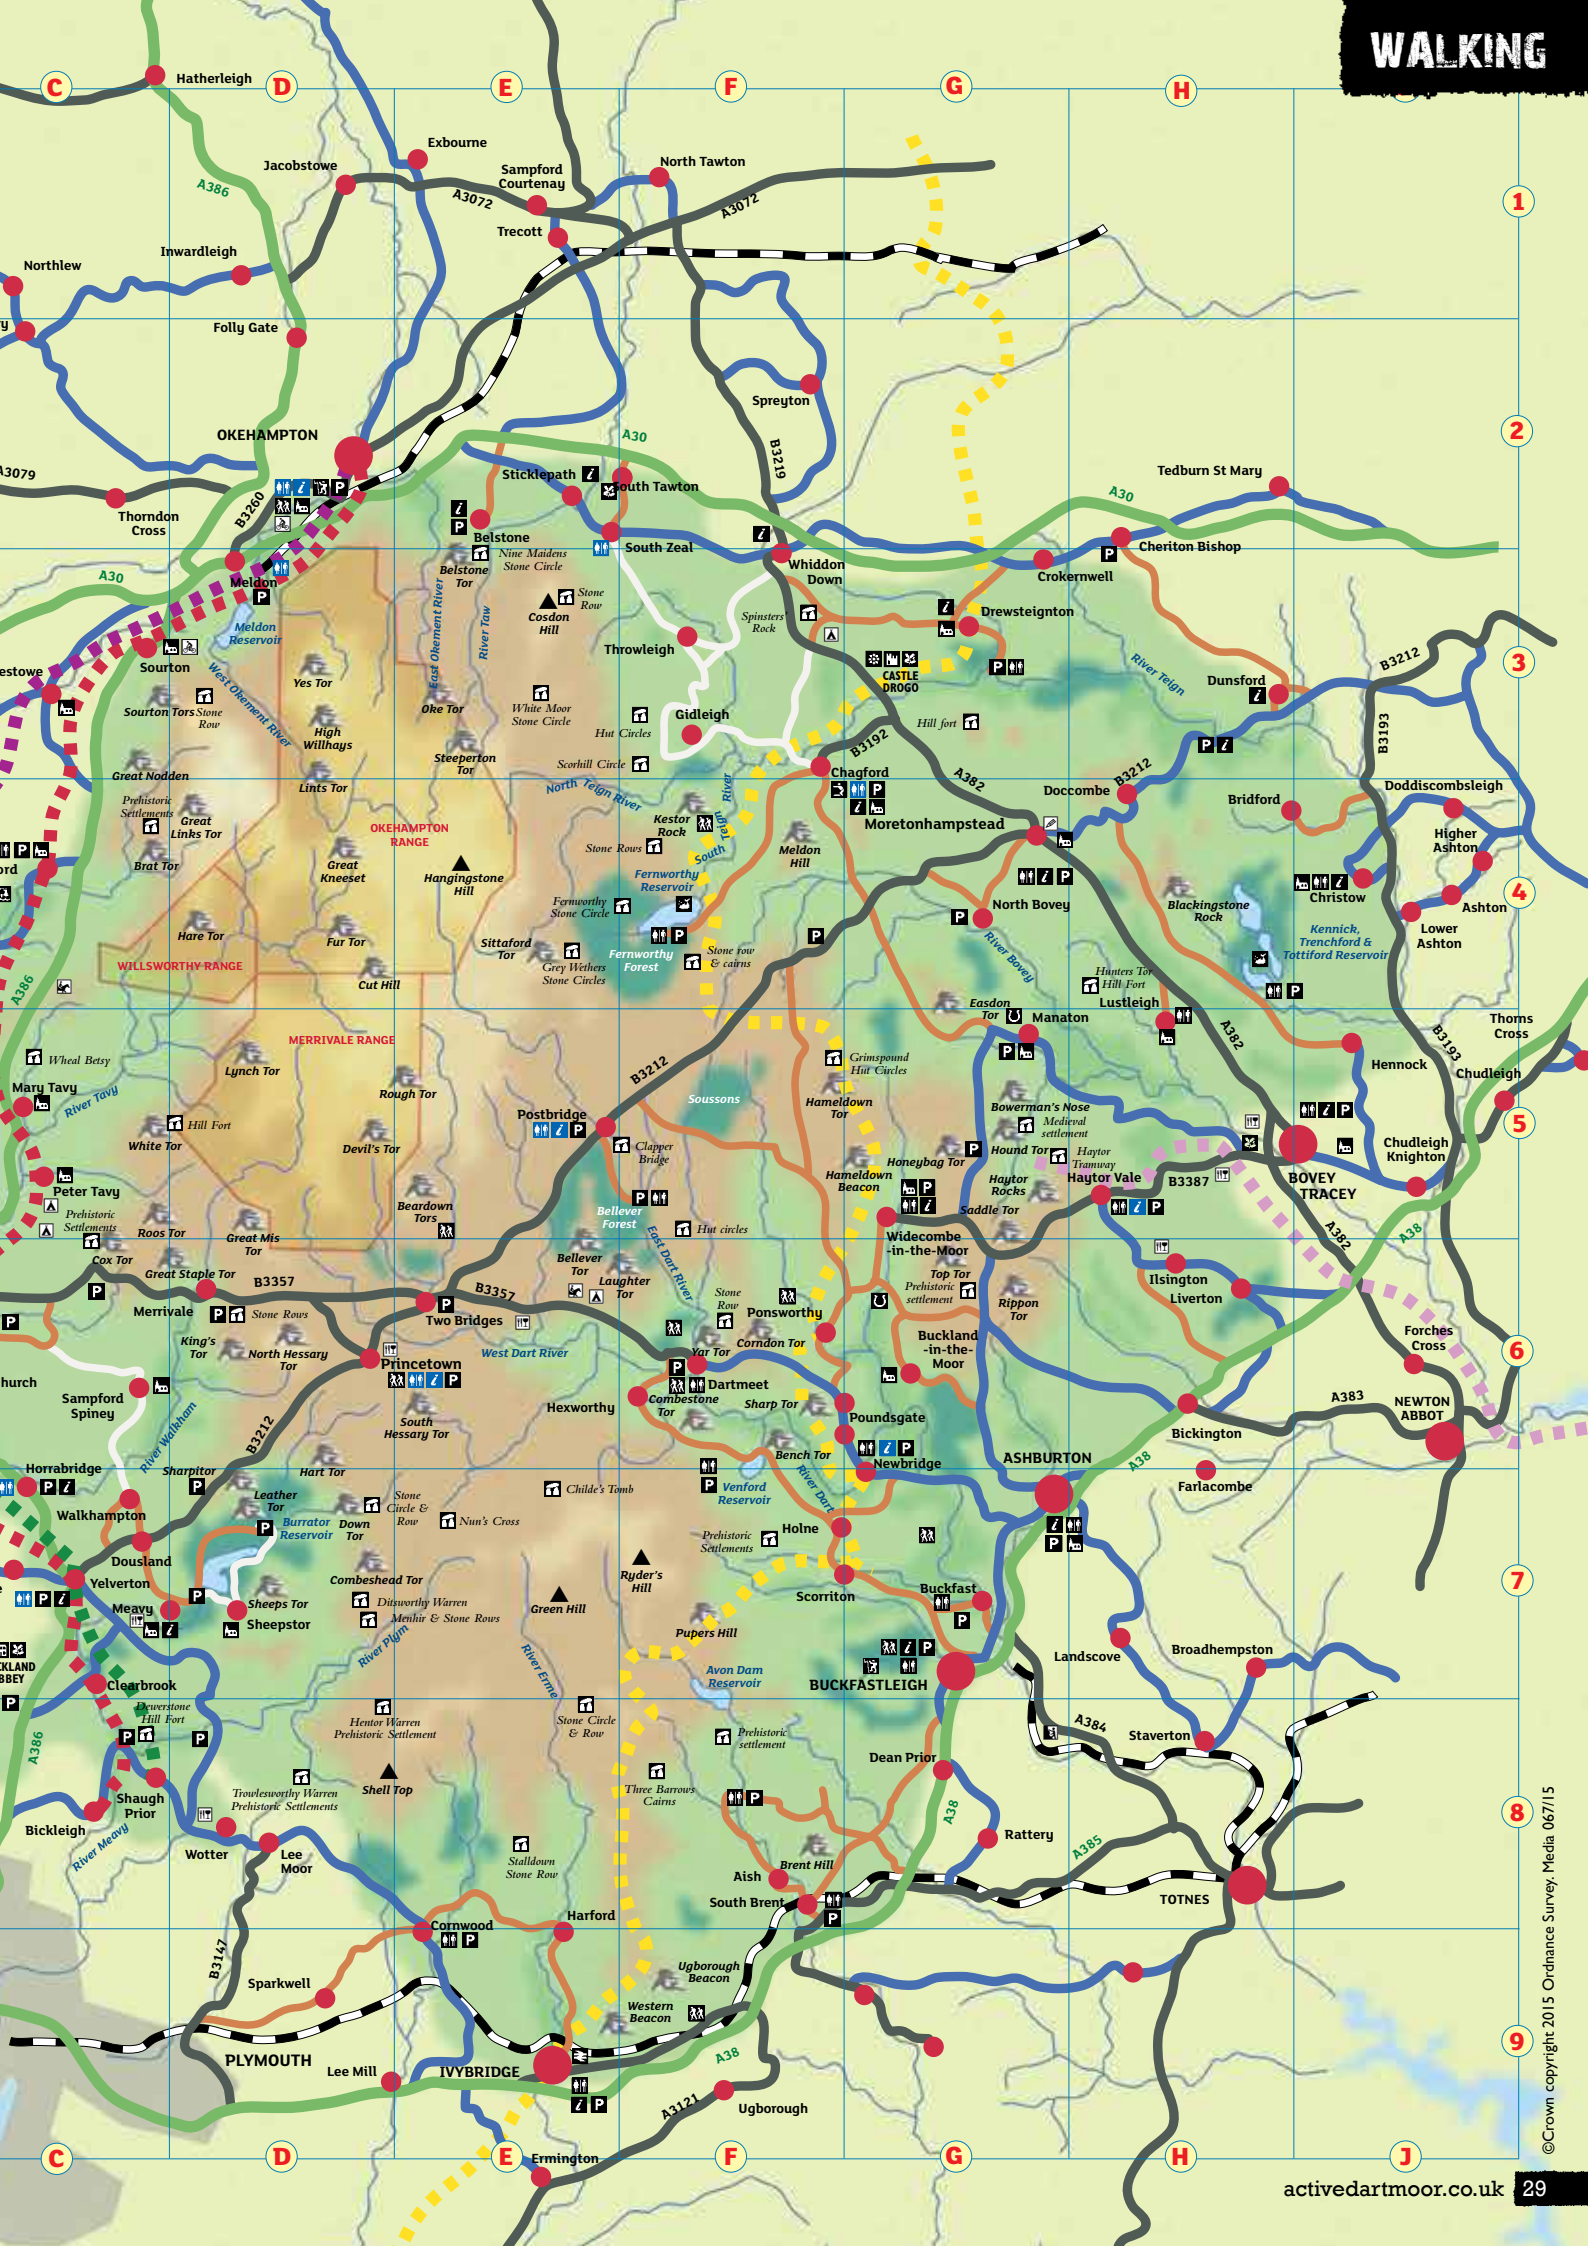 WALKING
C
D
E
F
G
H
Hatherleigh
Exbourne
Jacobstowe
Sampford
Courtenay
North Tawton
A386
A3072
A3072
1
Trecott
Inwardleigh
Northlew
Folly Gate
Spreyton
OKEHAMPTON
A30
B3219
2
A3079
Sticklepath
South Tawton
Tedburn St Mary
Thorndon
Cross
B3260
A30
Belstone
South Zeal
Cheriton Bishop
Nine Maidens
Stone Circle
Whiddon
Down
Crokernwell
A30
Meldon
Belstone
Tor
Stone
Row
Cosdon
Hill
Spinsters'
Rock
Drewsteignton
Meldon
Reservoir
East Okement River
River Taw
Throwleigh
Sourton
West Okement River
Yes Tor
CASTLE
DROGO
River Teign
B3212
3
Dunsford
Sourton Tors
Stone
Row
Oke Tor
White Moor
Stone Circle
Gidleigh
Hill fort
High
Willhays
Hut Circles
B3193
B3192
Steeperton
Tor
Scorhill Circle
Great Nodden
Chagford
A382
B3212
Lints Tor
North Teign River
Doccombe
Doddiscombsleigh
Prehistoric
Settlements
Great
Links Tor
OKEHAMPTON
RANGE
Kestor
Rock
South Teign River
Moretonhampstead
Bridford
Higher
Ashton
Stone Rows
Meldon
Hill
Brat Tor
Great
Kneeset
Hangingstone
Hill
Fernworthy
Reservoir
Christow
4
Fernworthy
Stone Circle
North Bovey
Blackingstone
Rock
Ashton
Lower
Ashton
Hare Tor
Fur Tor
Sittaford
Tor
Kennick,
Trenchford &
Tottiford Reservoir
WILLSWORTHY RANGE
Grey Wethers
Stone Circles
Fernworthy
Forest
Stone row
& cairns
River Bovey
Cut Hill
Hunters Tor
Hill Fort
A386
Easdon
Tor
Manaton
Lustleigh
Thorns
Cross
MERRIVALE RANGE
A382
B3193
Wheal Betsy
Grimspound
Hut Circles
Hennock
Lynch Tor
B3212
Chudleigh
Mary Tavy
River Tavy
Rough Tor
Soussons
Hameldown
Tor
Bowerman's Nose
Medieval
settlement
Postbridge
5
Hill Fort
White Tor
Devil's Tor
Clapper
Bridge
Hound Tor
Haytor
Tramway
Chudleigh
Knighton
Honeybag Tor
Hameldown
Beacon
Haytor
Rocks
Haytor Vale
B3387
BOVEY
TRACEY
Peter Tavy
Beardown
Tors
Bellever
Forest
Saddle Tor
Prehistoric
Settlements
Roos Tor
Great Mis
Tor
Hut circles
East Dart River
Widecombe
-in-the-Moor
A382
A38
Cox Tor
Bellever
Tor
Great Staple Tor
B3357
Laughter
Tor
Top Tor
Ilsington
B3357
Stone
Row
Prehistoric
settlement
Liverton
Merrivale
Stone Rows
Two Bridges
Ponsworthy
Rippon
Tor
King's
Tor
North Hessary
Tor
West Dart River
Yar Tor
Corndon Tor
Buckland
-in-the-
Moor
Forches
Cross
6
Princetown
Dartmeet
Sampford
Spiney
Hexworthy
Combestone
Tor
Sharp Tor
A383
NEWTON
ABBOT
South
Hessary Tor
Poundsgate
River Walkham
B3212
Bickington
Bench Tor
Newbridge
ASHBURTON
A38
Horrabridge
Sharpitor
Hart Tor
Farlacombe
Leather
Tor
Stone
Circle &
Row
Childe's Tomb
Venford
Reservoir
River Dart
Walkhampton
Burrator
Reservoir
Down
Tor
Nun's Cross
Holne
Prehistoric
Settlements
Dousland
Yelverton
Combeshead Tor
Ryder's
Hill
7
Meavy
Sheeps Tor
Ditsworthy Warren
Menhir & Stone Rows
Green Hill
Scorriton
Buckfast
Sheepstor
Pupers Hill
River Plym
River Erme
Landscove
Broadhempston
Avon Dam
Reservoir
BUCKFASTLEIGH
Clearbrook
Dewerstone
Hill Fort
Hentor Warren
Prehistoric Settlement
Stone Circle
& Row
A384
A386
Prehistoric
settlement
Staverton
Dean Prior
Shell Top
Three Barrows
Cairns
Shaugh
Prior
Trowlesworthy Warren
Prehistoric Settlements
A38
8
Bickleigh
River Meavy
Wotter
Lee
Moor
Stalldown
Stone Row
Rattery
A385
Brent Hill
Aish
South Brent
TOTNES
Cornwood
Harford
B3147
Sparkwell
Ugborough
Beacon
Western
Beacon
9
PLYMOUTH
Lee Mill
IVYBRIDGE
A38
A3121
Ugborough
Ermington
C
D
E
F
G
H
J
©Crown copyright 2015 Ordnance Survey. Media 067/15
activedartmoor.co.uk 29